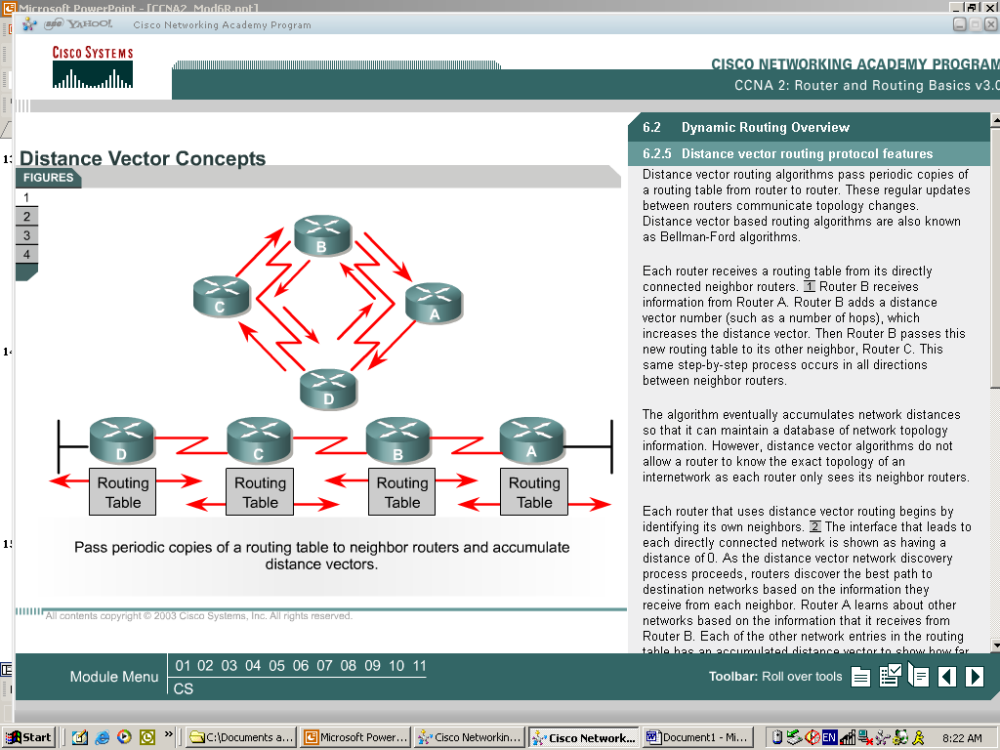 Microsoft PowerPoint - [CCNA2_Mod6R.ppt]
YAHOO! Cisco Networking Academy Program
CISCO SYSTEMS
CISCO NETWORKING ACADEMY PROGRAM
CCNA 2: Router and Routing Basics v3.0
Distance Vector Concepts
FIGURES
1
2
3
4
B
C
A
D
D C B A
Routing Table
Routing Table
Routing Table
Routing Table
Pass periodic copies of a routing table to neighbor routers and accumulate
distance vectors.
All contents copyright © 2003 Cisco Systems, Inc. All rights reserved.
6.2 Dynamic Routing Overview
6.2.5 Distance vector routing protocol features
Distance vector routing algorithms pass periodic copies of
a routing table from router to router. These regular updates
between routers communicate topology changes.
Distance vector based routing algorithms are also known
as Bellman-Ford algorithms.
Each router receives a routing table from its directly
connected neighbor routers. 1 Router B receives
information from Router A. Router B adds a distance
vector number (such as a number of hops), which
increases the distance vector. Then Router B passes this
new routing table to its other neighbor, Router C. This
same step-by-step process occurs in all directions
between neighbor routers.
The algorithm eventually accumulates network distances
so that it can maintain a database of network topology
information. However, distance vector algorithms do not
allow a router to know the exact topology of an
internetwork as each router only sees its neighbor routers.
Each router that uses distance vector routing begins by
identifying its own neighbors. 2 The interface that leads to
each directly connected network is shown as having a
distance of 0. As the distance vector network discovery
process proceeds, routers discover the best path to
destination networks based on the information they
receive from each neighbor. Router A learns about other
networks based on the information that it receives from
Router B. Each of the other network entries in the routing
table has an accumulated distance vector to show how far
Module Menu
01 02 03 04 05 06 07 08 09 10 11
CS
Toolbar: Roll over tools
Start
»
C:\Documents a...
Microsoft Power...
Cisco Networkin...
Cisco Network...
Document1 - Mi...
EN
8:22 AM